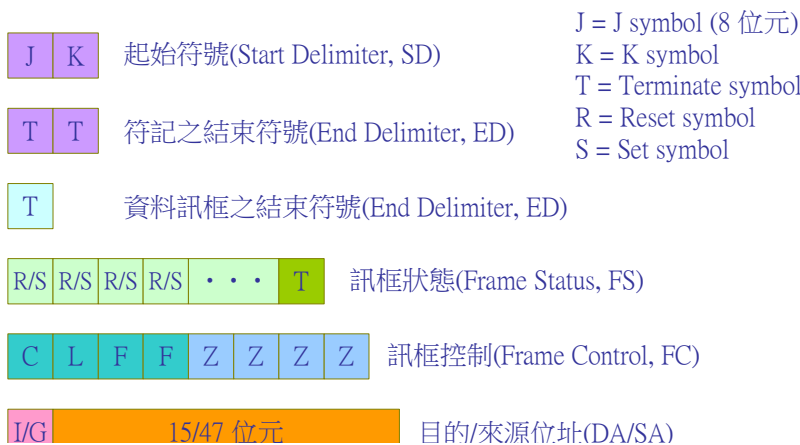 J K 起始符號(Start Delimiter, SD)
T T 符記之結束符號(End Delimiter, ED)
T 資料訊框之結束符號(End Delimiter, ED)
J = J symbol (8 位元)
K = K symbol
T = Terminate symbol
R = Reset symbol
S = Set symbol
R/S R/S R/S R/S ・・・ T 訊框狀態(Frame Status, FS)
C L F F Z Z Z Z 訊框控制(Frame Control, FC)
I/G 15/47 位元 目的/來源位址(DA/SA)